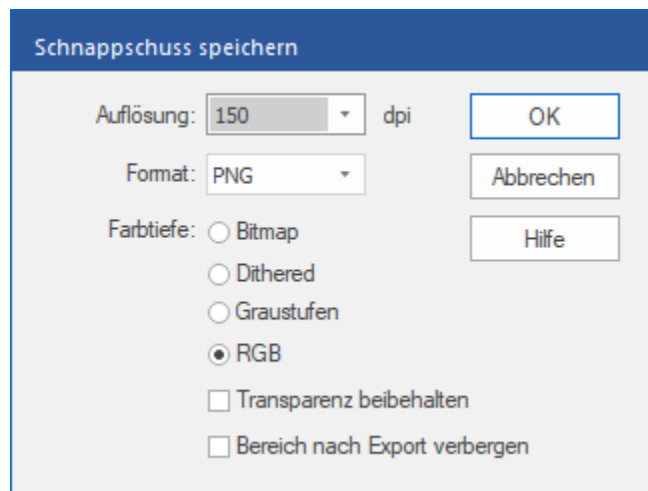 Schnappschuss speichern
Auflösung: 150 dpi OK
Format: PNG Abbrechen
Farbtiefe: Bitmap Hilfe
Dithered
Graustufen
RGB
Transparenz beibehalten
Bereich nach Export verbergen